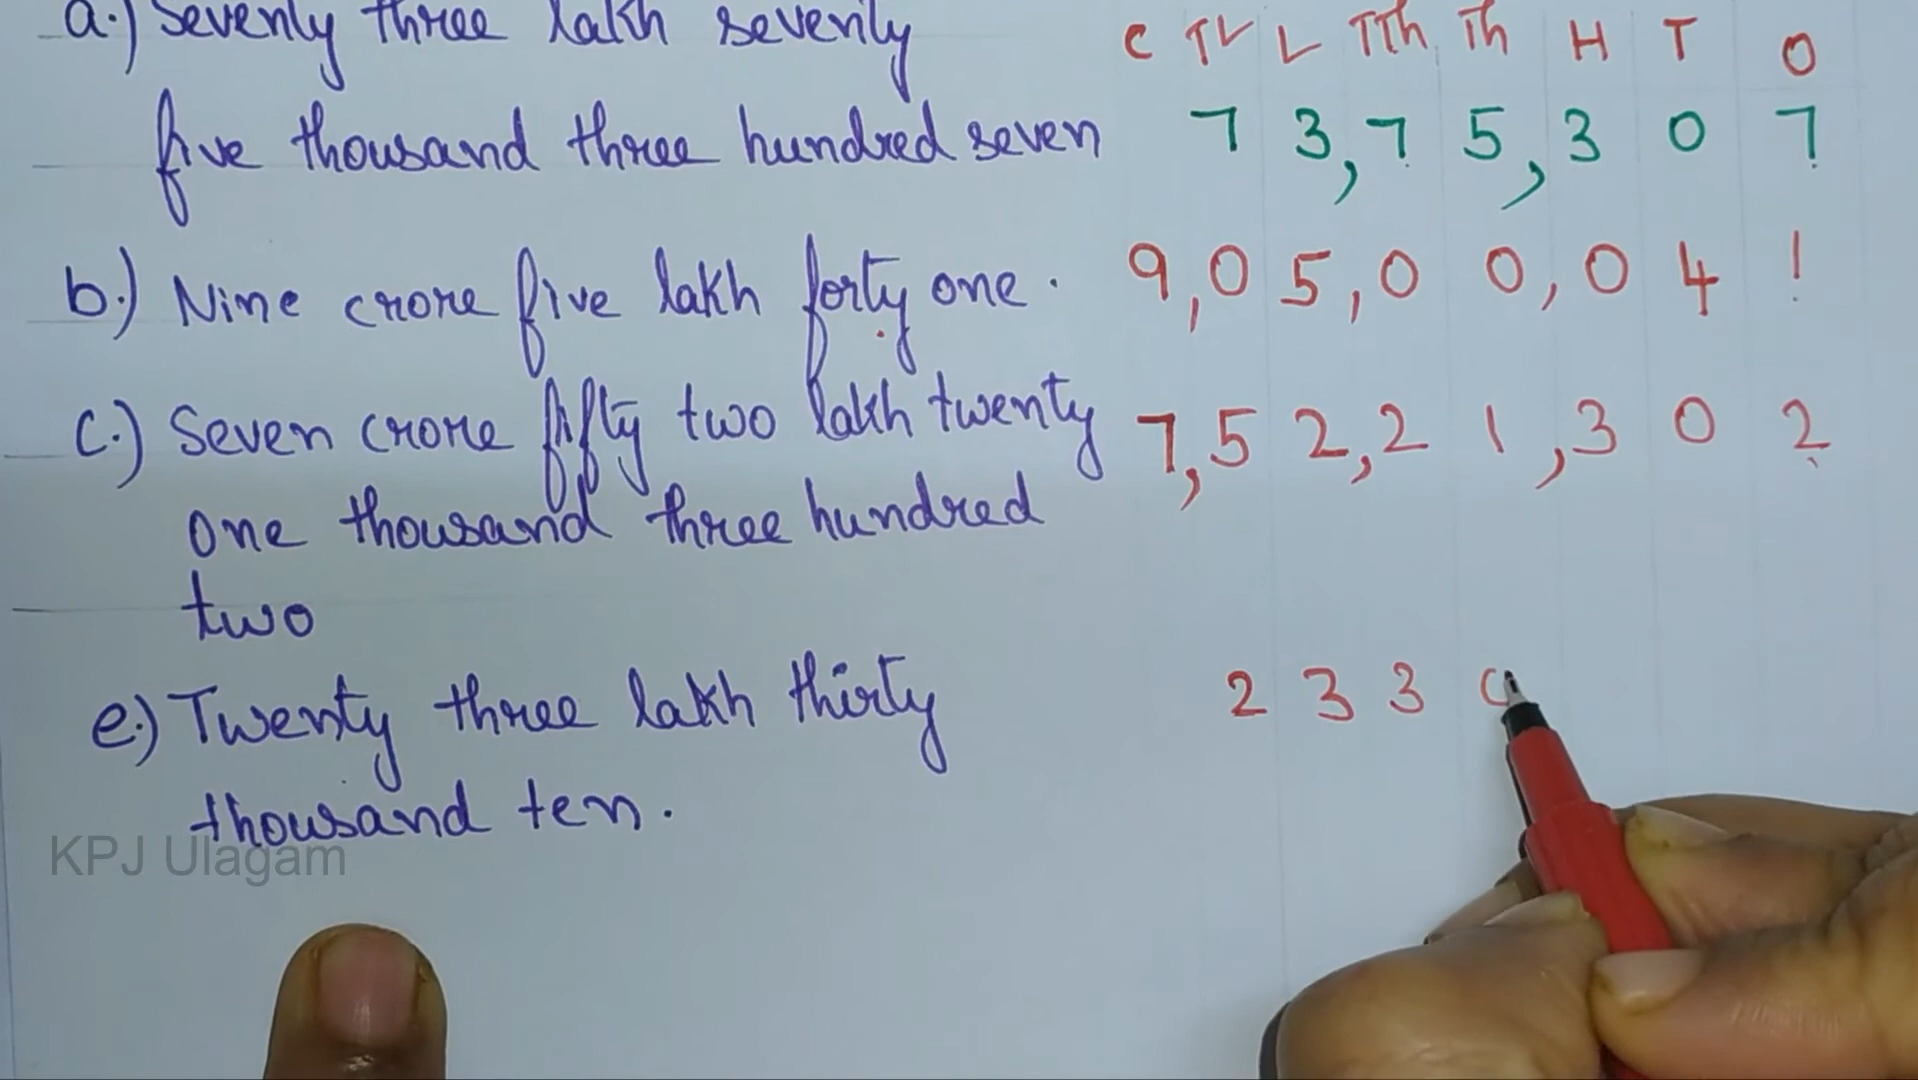 a.) Seventy three lakh seventy C TL L TTh Th H T O
five thousand three hundred seven 7 3,7 5,3 0 7
b.) Nine crore five lakh forty one. 9,0 5,0 0,0 4 1
c.) Seven crore fifty two lakh twenty 7,5 2,2 1,3 0 2
one thousand three hundred
two
e.) Twenty three lakh thirty 2 3 3
thousand ten.
KPJ Ulagam